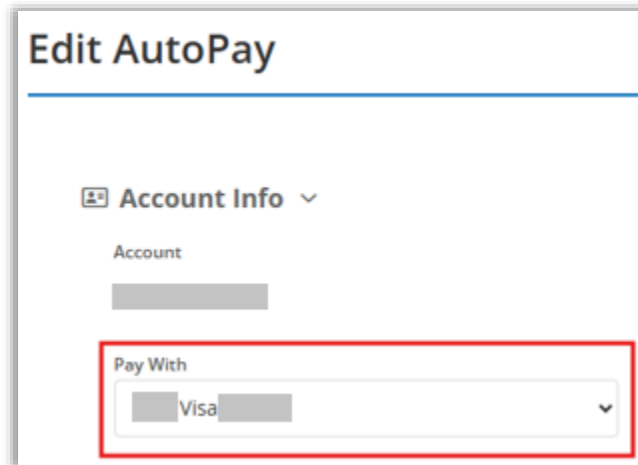 Edit AutoPay
Account Info
Account
Pay With
Visa